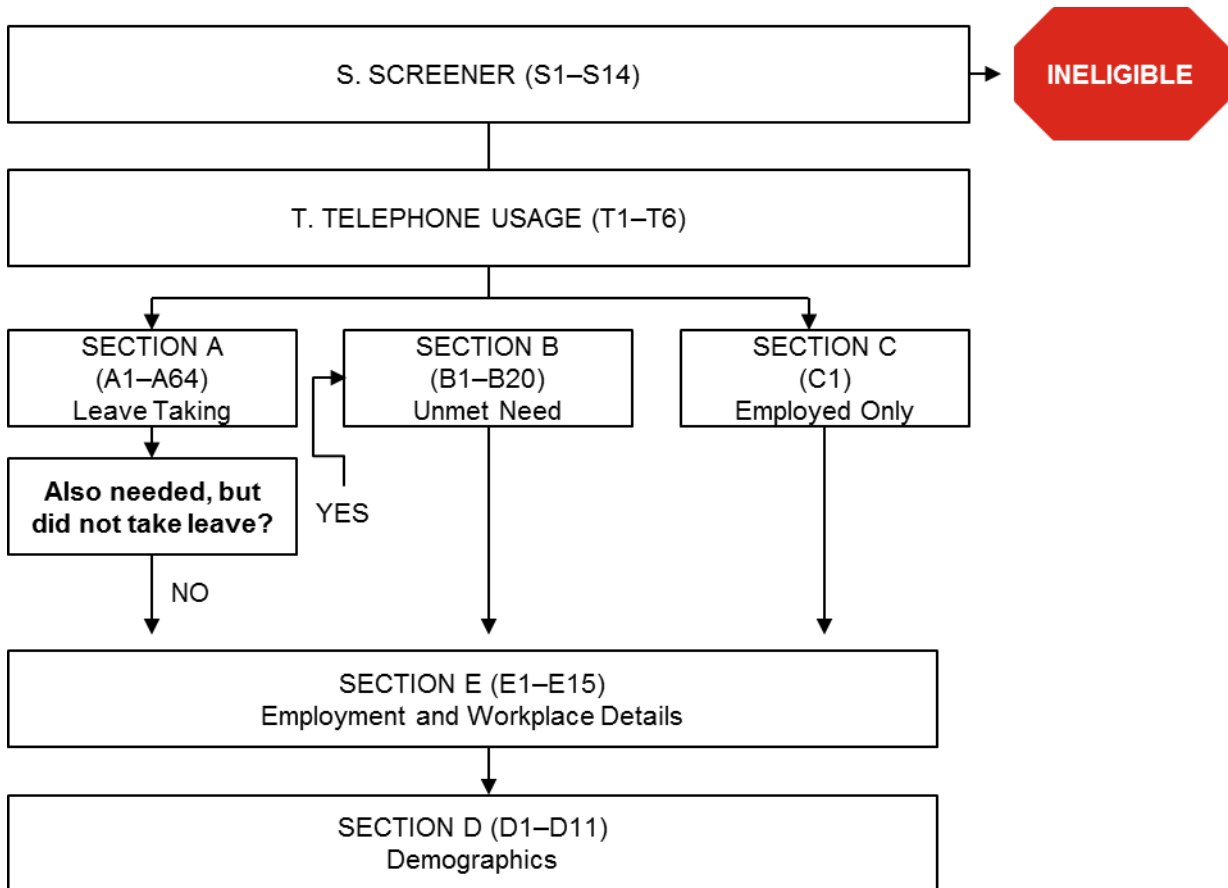 S. SCREENER (S1–S14)
INELIGIBLE
T. TELEPHONE USAGE (T1–T6)
SECTION A
(A1–A64)
Leave Taking
SECTION B
(B1–B20)
Unmet Need
SECTION C
(C1)
Employed Only
Also needed, but
did not take leave?
YES
NO
SECTION E (E1–E15)
Employment and Workplace Details
SECTION D (D1–D11)
Demographics